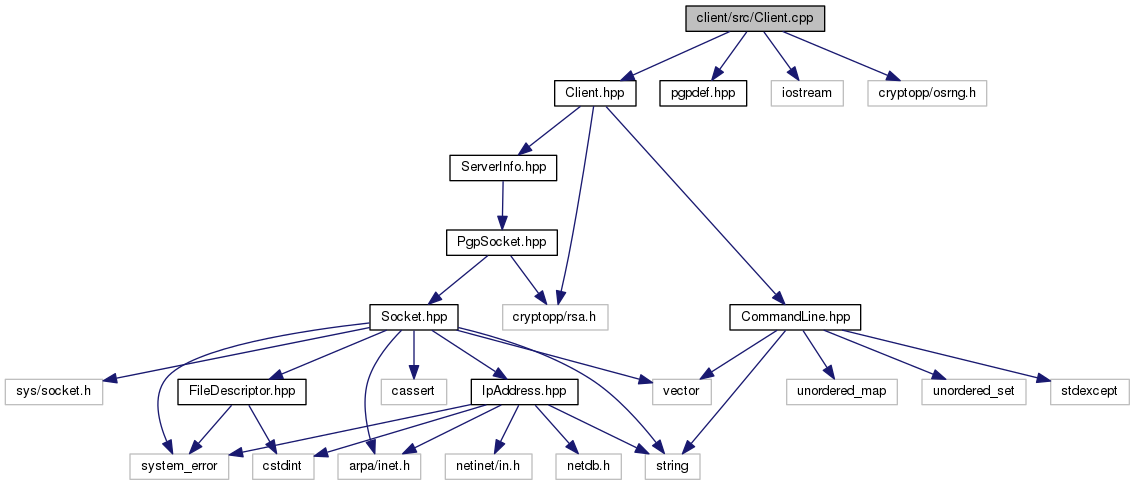 client/src/Client.cpp
Client.hpp
pgpdef.hpp
iostream
cryptopp/osrng.h
ServerInfo.hpp
PgpSocket.hpp
Socket.hpp
cryptopp/rsa.h
CommandLine.hpp
sys/socket.h
FileDescriptor.hpp
cassert
IpAddress.hpp
vector
unordered_map
unordered_set
stdexcept
system_error
cstdint
arpa/inet.h
netinet/in.h
netdb.h
string